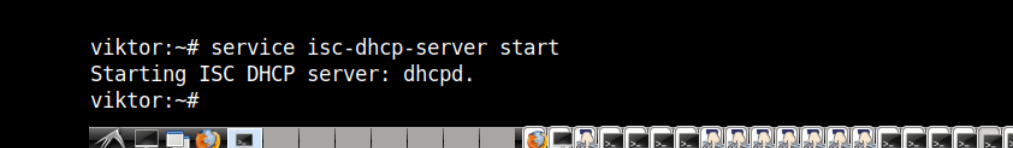 viktor:~# service isc-dhcp-server start
Starting ISC DHCP server: dhcpd.
viktor:~#